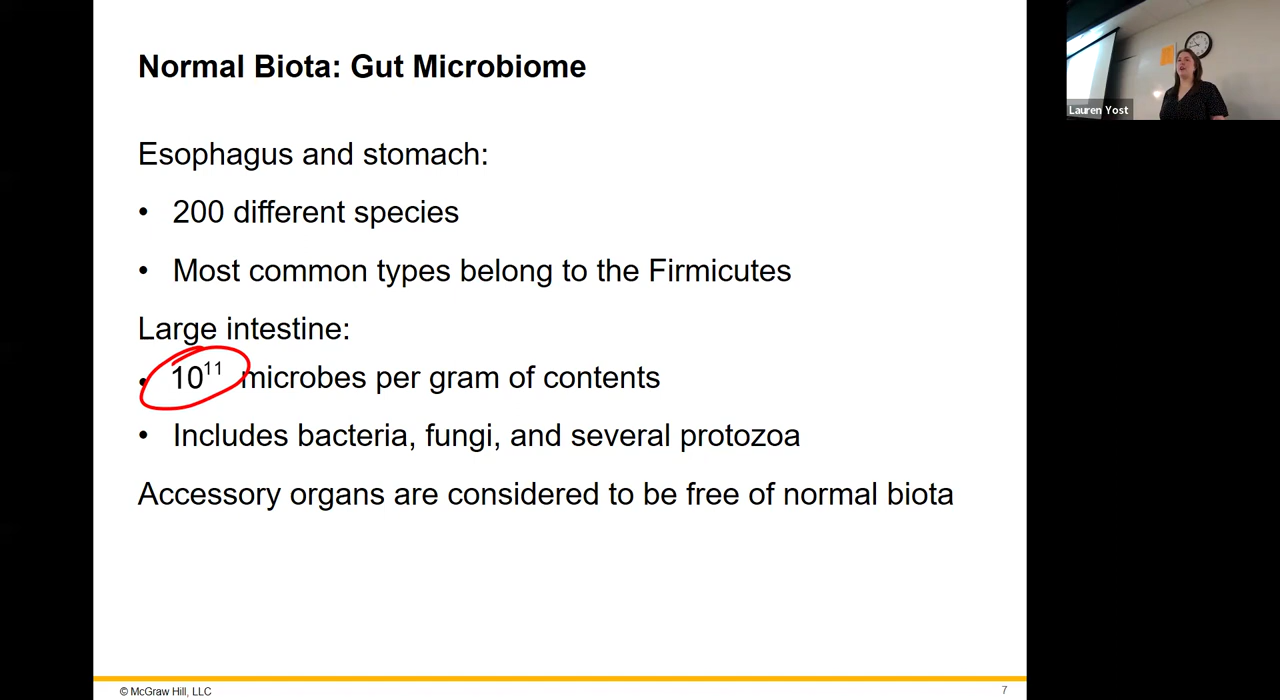 Normal Biota: Gut Microbiome
Lauren Yost
Esophagus and stomach:
• 200 different species
• Most common types belong to the Firmicutes
Large intestine:
• 10¹¹ microbes per gram of contents
• Includes bacteria, fungi, and several protozoa
Accessory organs are considered to be free of normal biota
© McGraw Hill, LLC
7